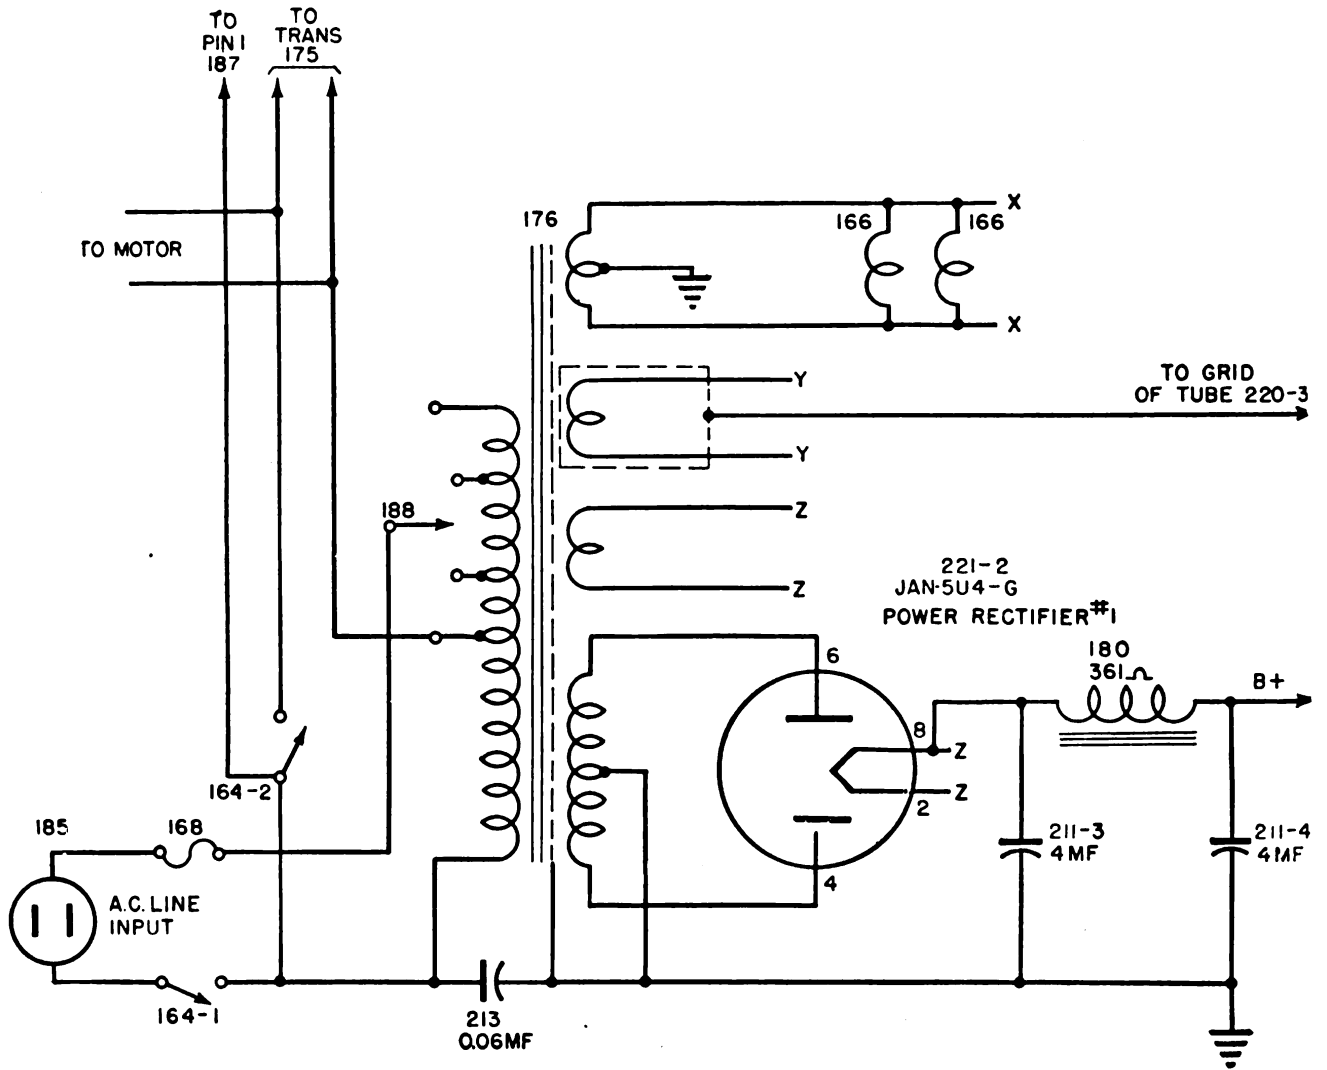 TO
PIN 1
187
TO
TRANS
175
TO MOTOR
176
166
166
X
X
Y
Y
TO GRID
OF TUBE 220-3
188
Z
Z
221-2
JAN-5U4-G
POWER RECTIFIER #1
180
361Ω
6
8
Z
B+
164-2
Z
2
185
168
211-3
4MF
211-4
4MF
4
A.C. LINE
INPUT
164-1
213
0.06MF